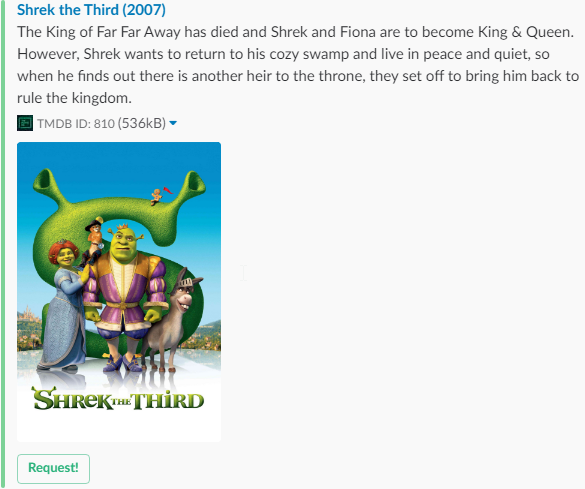 Shrek the Third (2007)
The King of Far Far Away has died and Shrek and Fiona are to become King & Queen.
However, Shrek wants to return to his cozy swamp and live in peace and quiet, so
when he finds out there is another heir to the throne, they set off to bring him back to
rule the kingdom.
TMDB ID: 810 (536kB)
SHREK THE THIRD
Request!